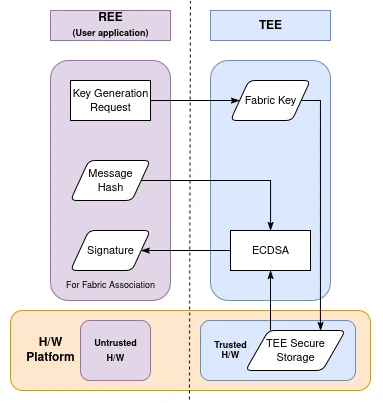 REE
(User application)
TEE
Key Generation
Request
Fabric Key
Message
Hash
Signature
ECDSA
For Fabric Association
H/W
Platform
Untrusted
H/W
Trusted
H/W
TEE Secure
Storage